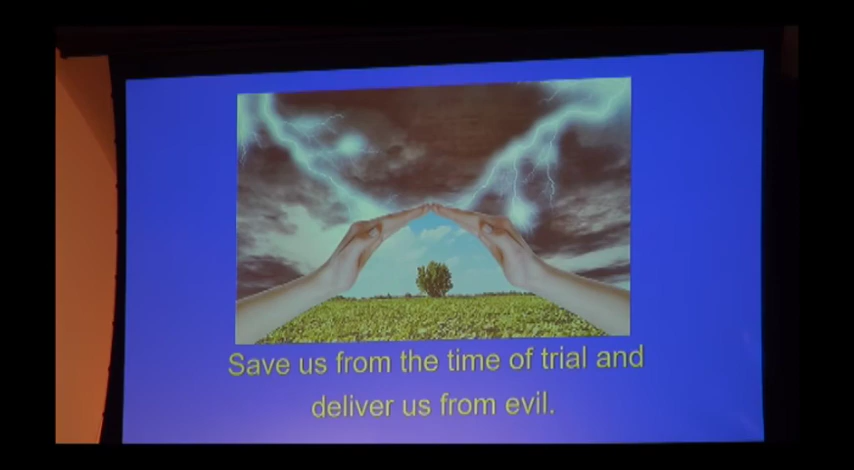 Save us from the time of trial and
deliver us from evil.